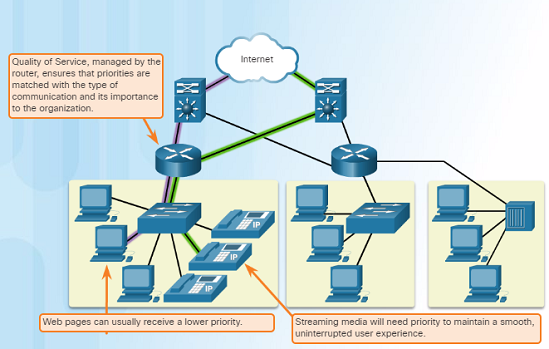 Internet
Quality of Service, managed by the
router, ensures that priorities are
matched with the type of
communication and its importance
to the organization.
IP
IP
IP
Web pages can usually receive a lower priority.
Streaming media will need priority to maintain a smooth,
uninterrupted user experience.